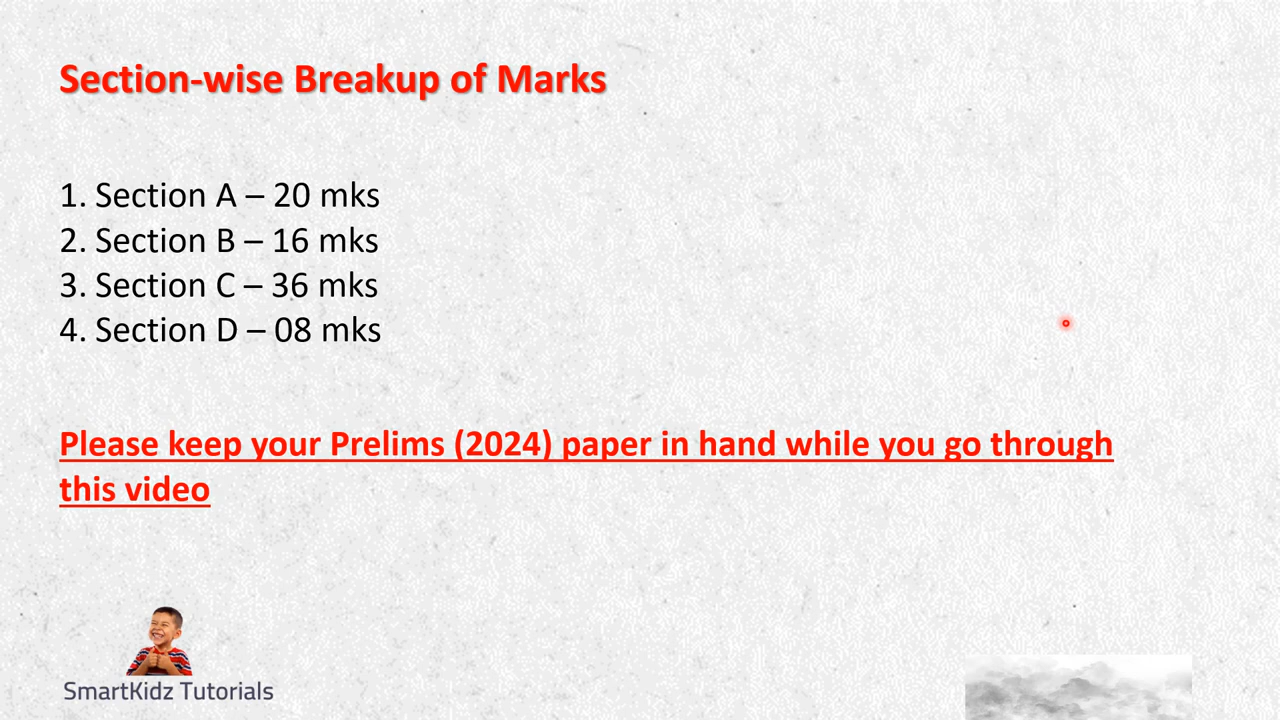 Section-wise Breakup of Marks
1. Section A – 20 mks
2. Section B – 16 mks
3. Section C – 36 mks
4. Section D – 08 mks
Please keep your Prelims (2024) paper in hand while you go through
this video
SmartKidz Tutorials